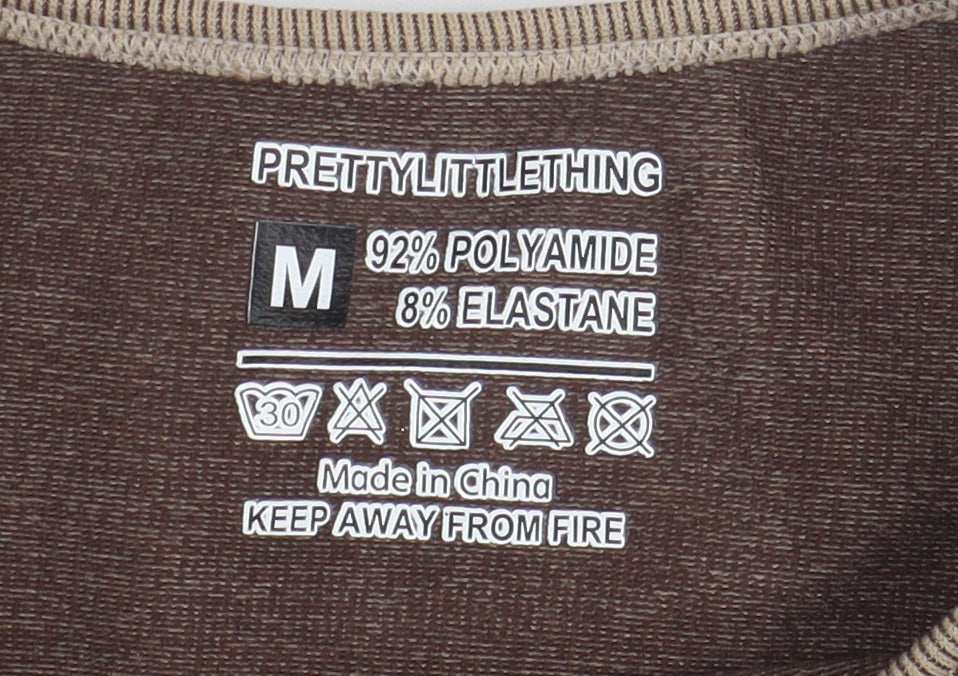 PRETTYLITTLETHING
M
92% POLYAMIDE
8% ELASTANE
30
Made in China
KEEP AWAY FROM FIRE